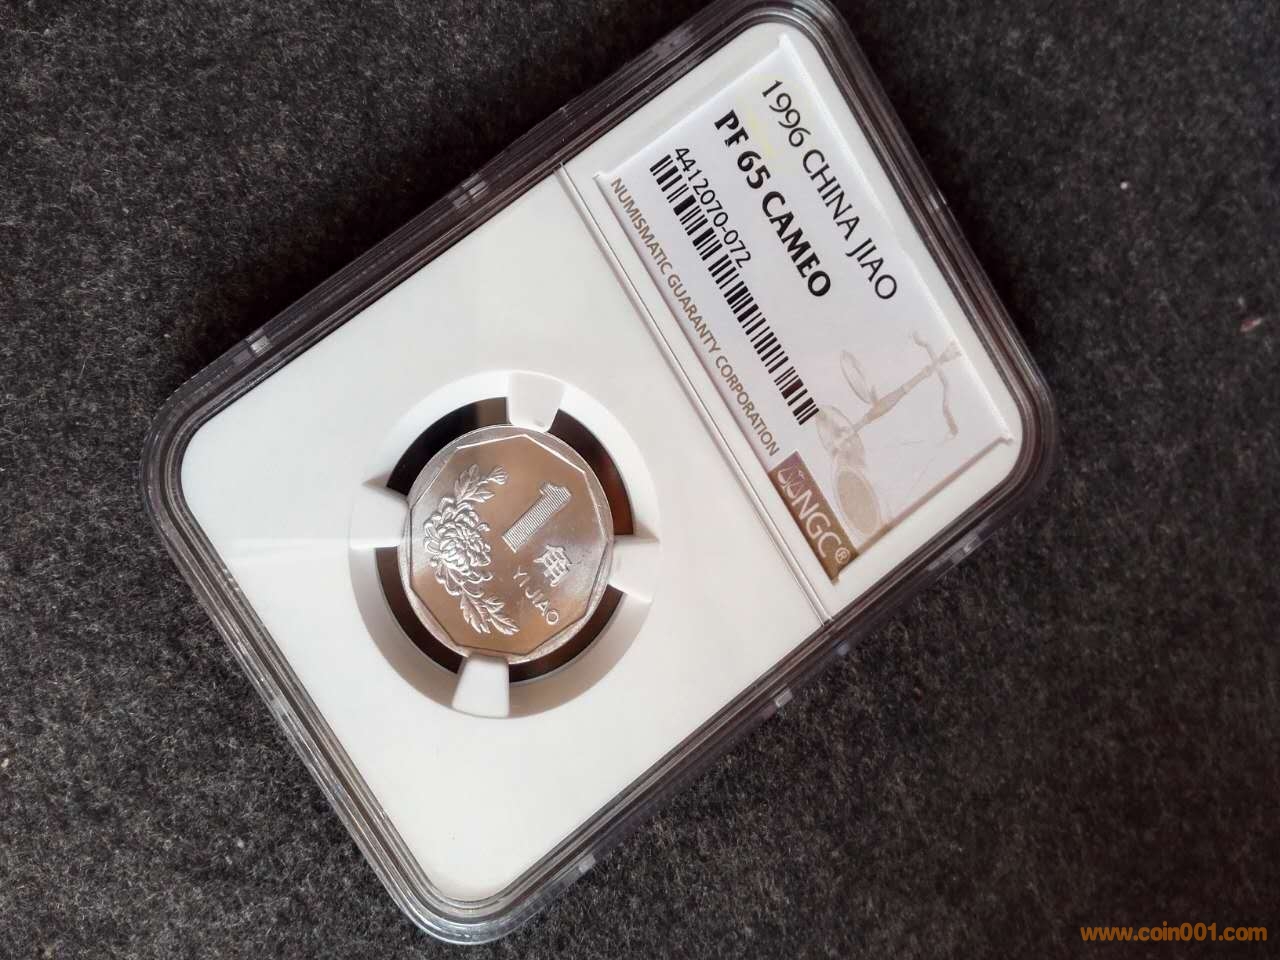 1996 CHINA JIAO
PF 65 CAMEO
4412070-072
NUMISMATIC GUARANTY CORPORATION
NGC®
1
角
YI JIAO
www.coin001.com